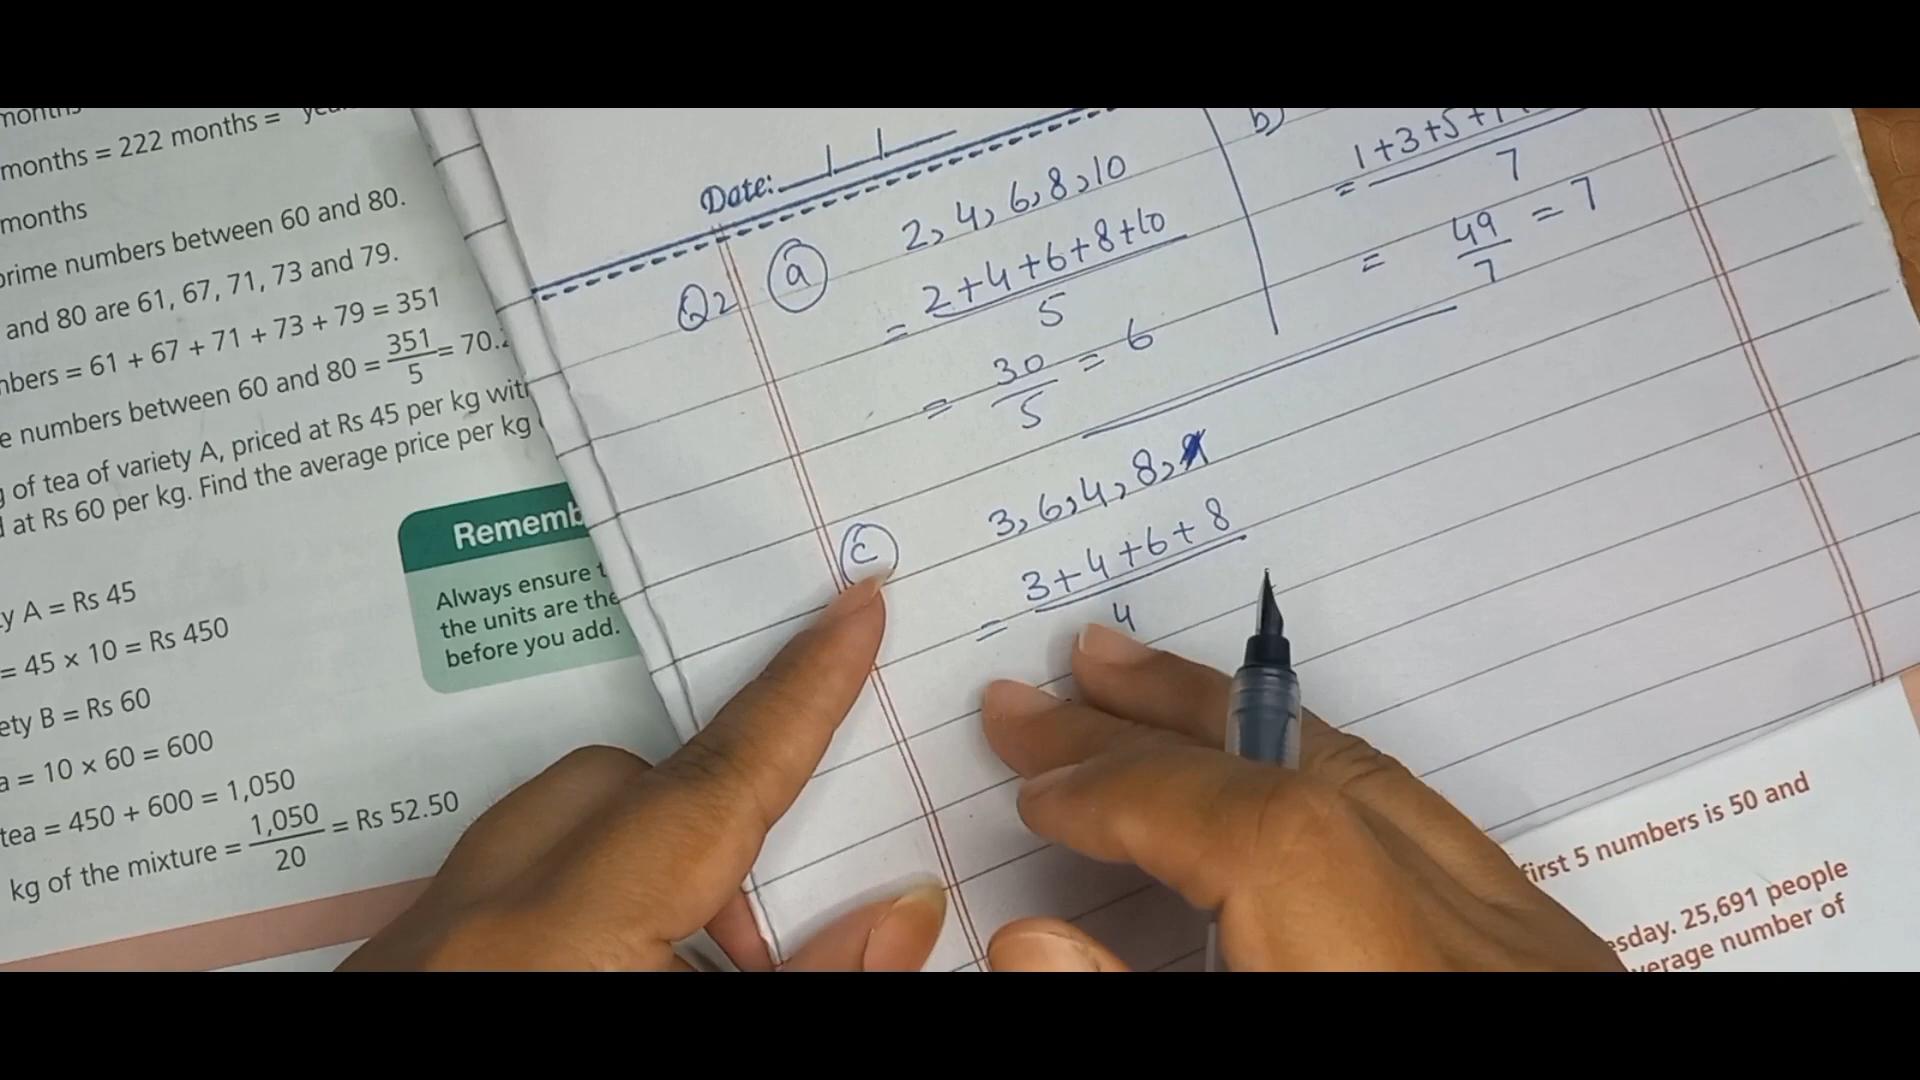 months = 222 months =
months
prime numbers between 60 and 80.
and 80 are 61, 67, 71, 73 and 79.
= 61 + 67 + 71 + 73 + 79 = 351
numbers between 60 and 80 = 351/5 = 70.
of tea of variety A, priced at Rs 45 per kg with
at Rs 60 per kg. Find the average price per kg
A = Rs 45
= 45 × 10 = Rs 450
B = Rs 60
= 10 × 60 = 600
tea = 450 + 600 = 1,050
kg of the mixture = 1,050/20 = Rs 52.50
Rememb
Always ensure
the units are the
before you add.
Date:
Q2 a 2, 4, 6, 8, 10
= 2+4+6+8+10/5
= 30/5 = 6
b)
= 1+3+5+/7
= 49/7 = 7
c 3, 6, 4, 8,
= 3+4+6+8/4
first 5 numbers is 50 and
25,691 people
number of